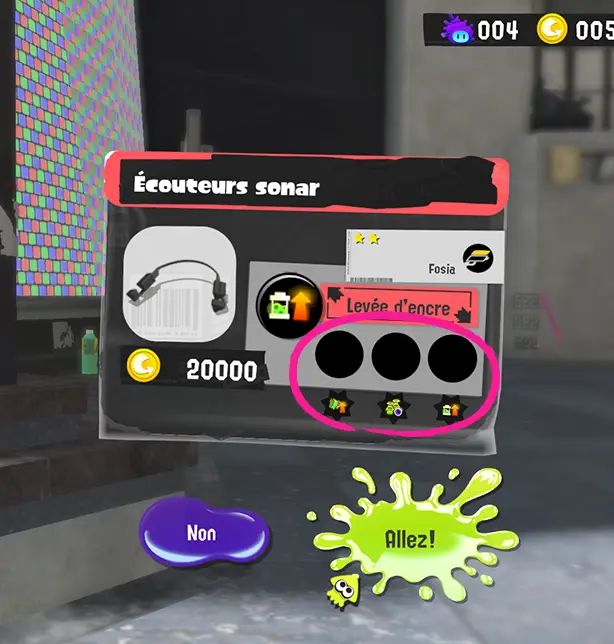 004
005
Écouteurs sonar
Fosia
Levée d'encre
20000
Non
Allez!